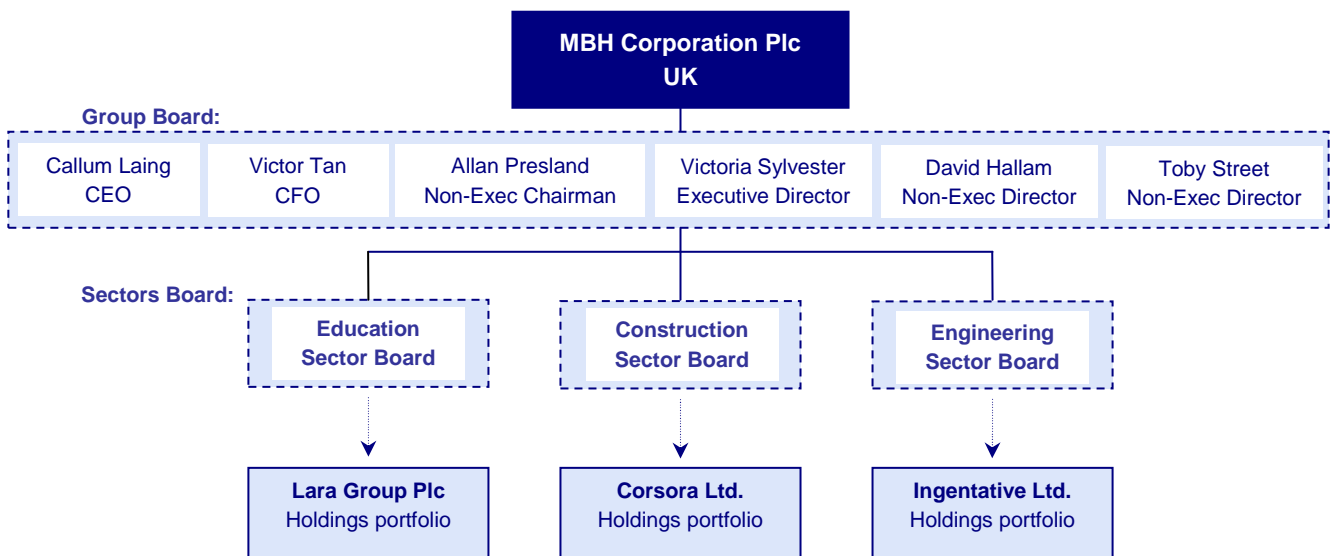 MBH Corporation Plc
UK
Group Board:
Callum Laing
CEO
Victor Tan
CFO
Allan Presland
Non-Exec Chairman
Victoria Sylvester
Executive Director
David Hallam
Non-Exec Director
Toby Street
Non-Exec Director
Sectors Board:
Education
Sector Board
Construction
Sector Board
Engineering
Sector Board
Lara Group Plc
Holdings portfolio
Corsora Ltd.
Holdings portfolio
Ingentative Ltd.
Holdings portfolio